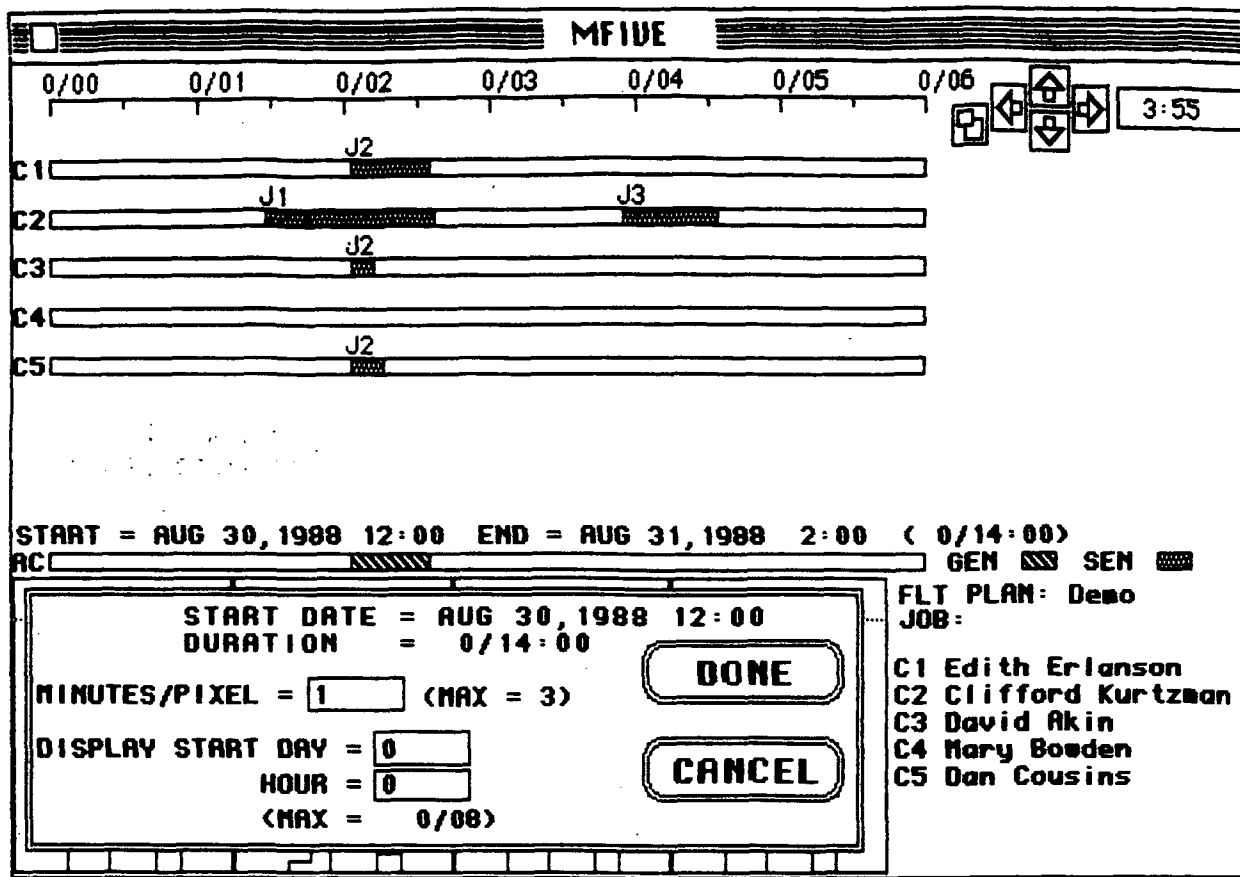 MFIVE
0/00 0/01 0/02 0/03 0/04 0/05 0/06
3:55
J2
C1
J1 J3
C2
J2
C3
C4
J2
C5
START = AUG 30,1988 12:00 END = AUG 31,1988 2:00 ( 0/14:00)
AC GEN SEN
FLT PLAN: Demo
JOB:
START DATE = AUG 30,1988 12:00
DURATION = 0/14:00
DONE
MINUTES/PIXEL = 1 (MAX = 3)
DISPLAY START DAY = 0
HOUR = 0
(MAX = 0/08)
CANCEL
C1 Edith Erlanson
C2 Clifford Kurtzman
C3 David Akin
C4 Mary Bowden
C5 Dan Cousins